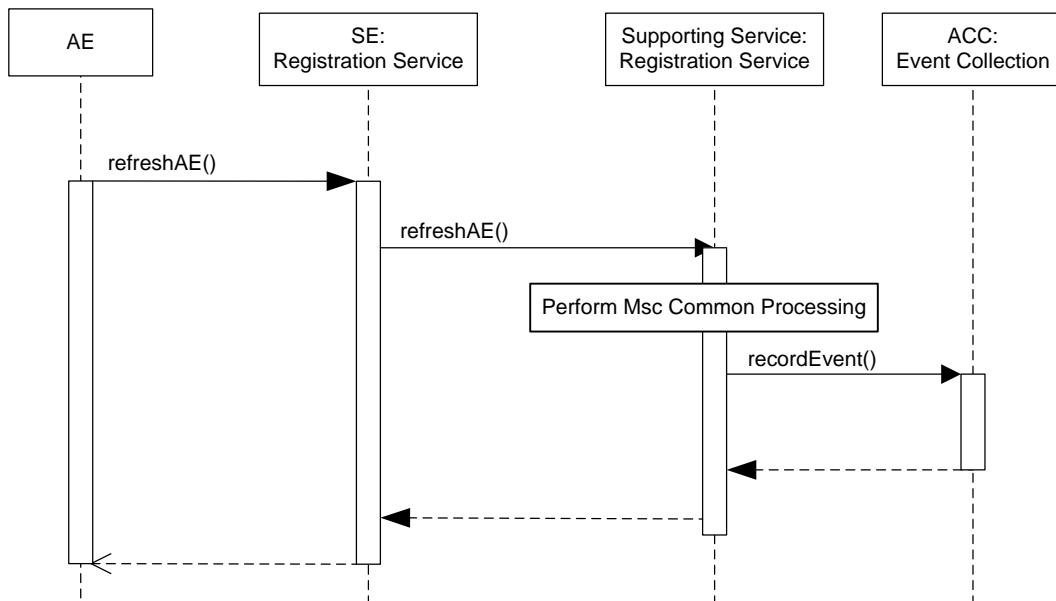 AE
SE:
Registration Service
Supporting Service:
Registration Service
ACC:
Event Collection
refreshAE()
refreshAE()
Perform Msc Common Processing
recordEvent()